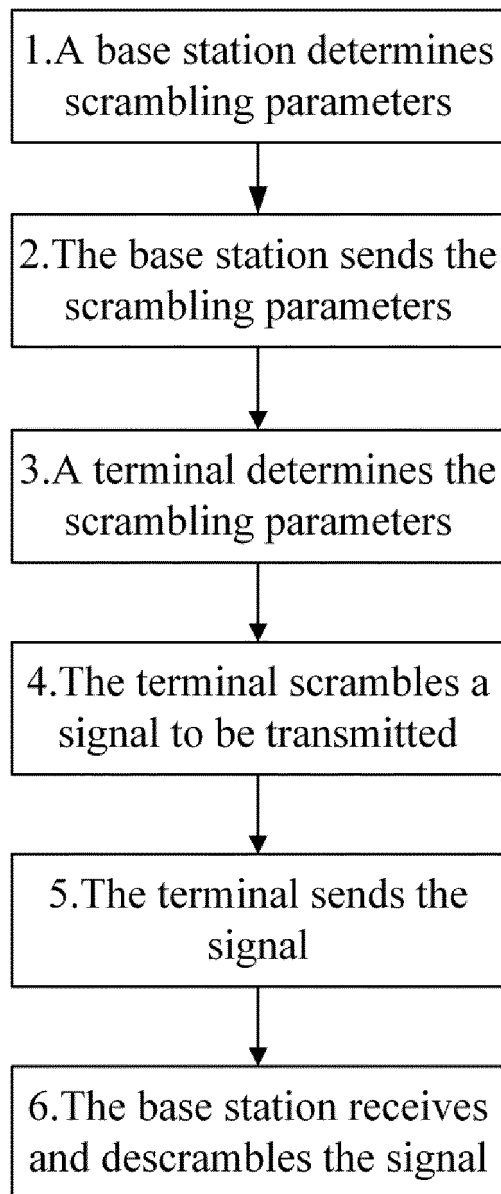 1.A base station determines
scrambling parameters
2.The base station sends the
scrambling parameters
3.A terminal determines the
scrambling parameters
4.The terminal scrambles a
signal to be transmitted
5.The terminal sends the
signal
6.The base station receives
and descrambles the signal